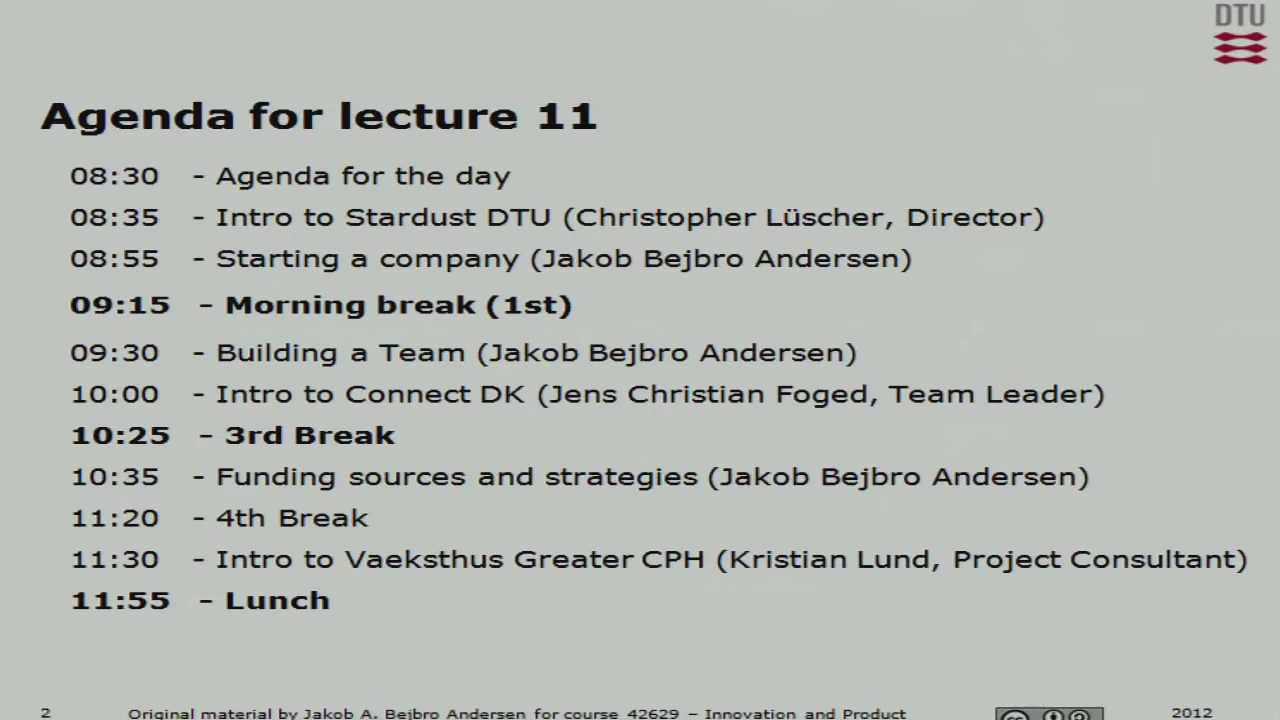 DTU
Agenda for lecture 11
08:30 - Agenda for the day
08:35 - Intro to Stardust DTU (Christopher Lüscher, Director)
08:55 - Starting a company (Jakob Bejbro Andersen)
09:15 - Morning break (1st)
09:30 - Building a Team (Jakob Bejbro Andersen)
10:00 - Intro to Connect DK (Jens Christian Foged, Team Leader)
10:25 - 3rd Break
10:35 - Funding sources and strategies (Jakob Bejbro Andersen)
11:20 - 4th Break
11:30 - Intro to Vaeksthus Greater CPH (Kristian Lund, Project Consultant)
11:55 - Lunch
2 Original material by Jakob A. Bejbro Andersen for course 42629 – Innovation and Product cc 2012